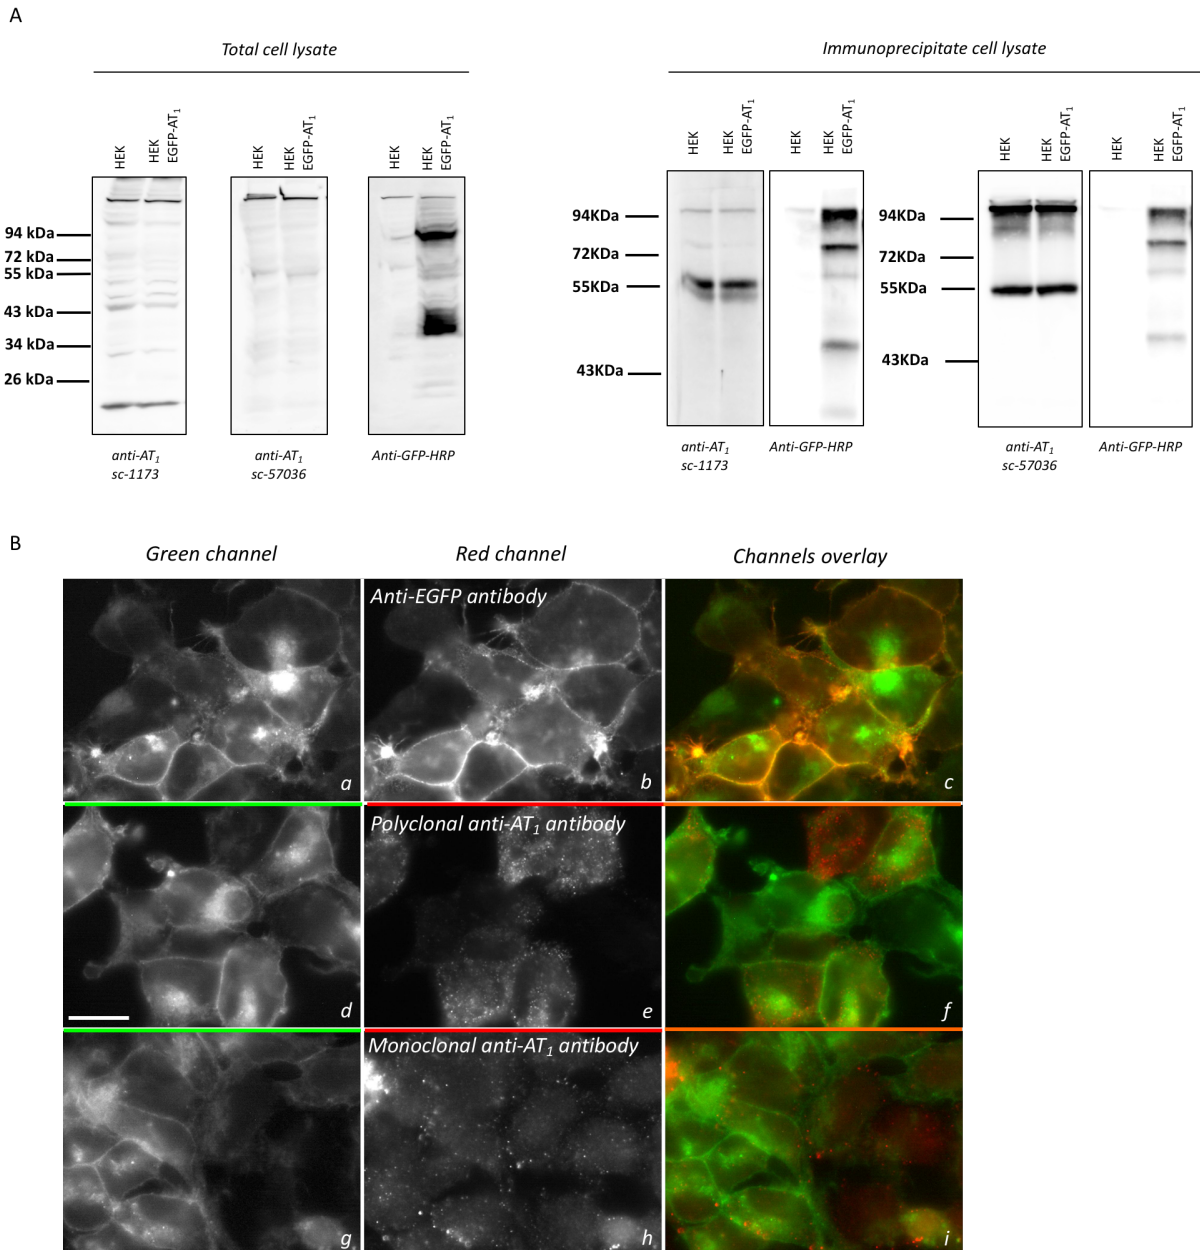 A
Total cell lysate
Immunoprecipitate cell lysate
HEK
HEK
EGFP-AT1
HEK
HEK
EGFP-AT1
HEK
HEK
EGFP-AT1
HEK
HEK
EGFP-AT1
HEK
HEK
EGFP-AT1
HEK
HEK
EGFP-AT1
HEK
HEK
EGFP-AT1
94 kDa
72 kDa
55 kDa
43 kDa
34 kDa
26 kDa
94KDa
72KDa
55KDa
43KDa
94KDa
72KDa
55KDa
43KDa
anti-AT1
sc-1173
anti-AT1
sc-57036
Anti-GFP-HRP
anti-AT1
sc-1173
Anti-GFP-HRP
anti-AT1
sc-57036
Anti-GFP-HRP
B
Green channel
Red channel
Channels overlay
Anti-EGFP antibody
a
b
c
Polyclonal anti-AT1 antibody
d
e
f
Monoclonal anti-AT1 antibody
g
h
i